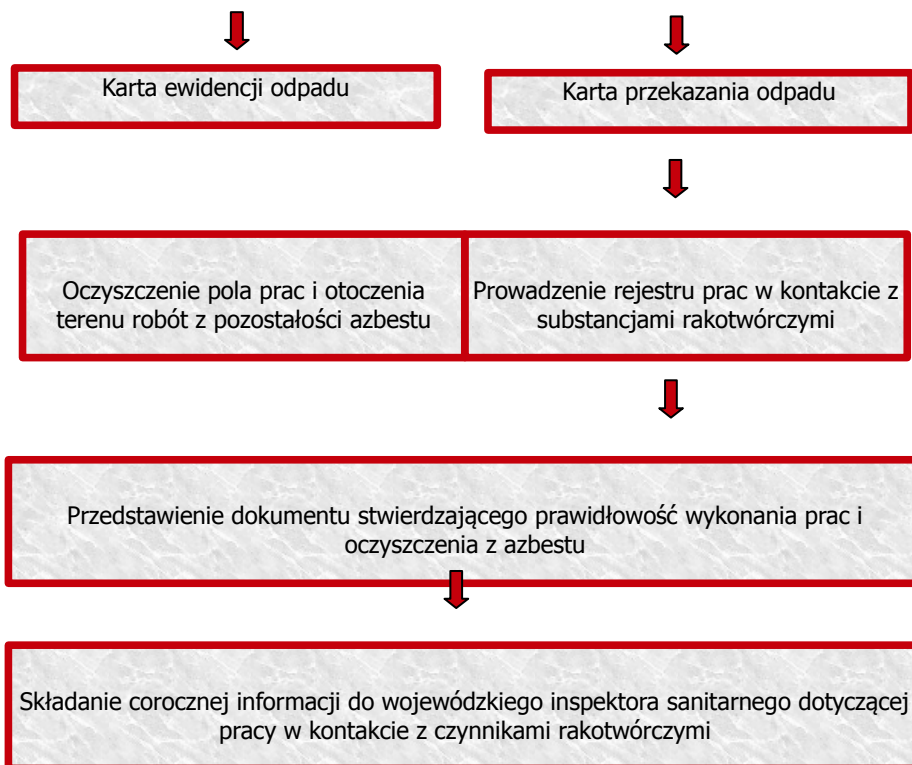 Karta ewidencji odpadu
Karta przekazania odpadu
Oczyszczenie pola prac i otoczenia
terenu robót z pozostałości azbestu
Prowadzenie rejestru prac w kontakcie z
substancjami rakotwórczymi
Przedstawienie dokumentu stwierdzającego prawidłowość wykonania prac i
oczyszczenia z azbestu
Składanie corocznej informacji do wojewódzkiego inspektora sanitarnego dotyczącej
pracy w kontakcie z czynnikami rakotwórczymi